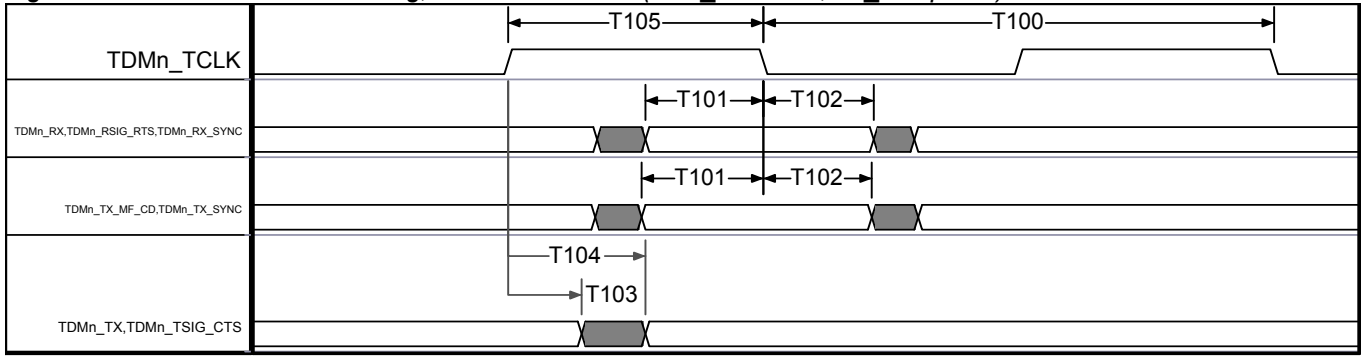 T105 T100
TDMn_TCLK
T101 T102
TDMn_RX,TDMn_RSIG_RTS,TDMn_RX_SYNC
T101 T102
TDMn_TX_MF_CD,TDMn_TX_SYNC
T104
T103
TDMn_TX,TDMn_TSIG_CTS